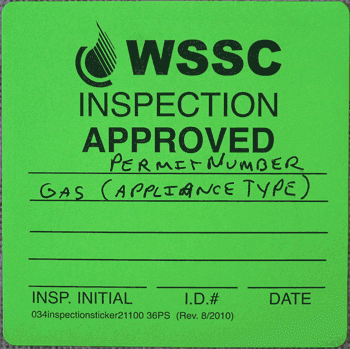 WSSC
INSPECTION
APPROVED
PERMIT NUMBER
GAS (APPLIANCE TYPE)
INSP. INITIAL I.D.# DATE
034inspectionsticker21100 36PS (Rev. 8/2010)